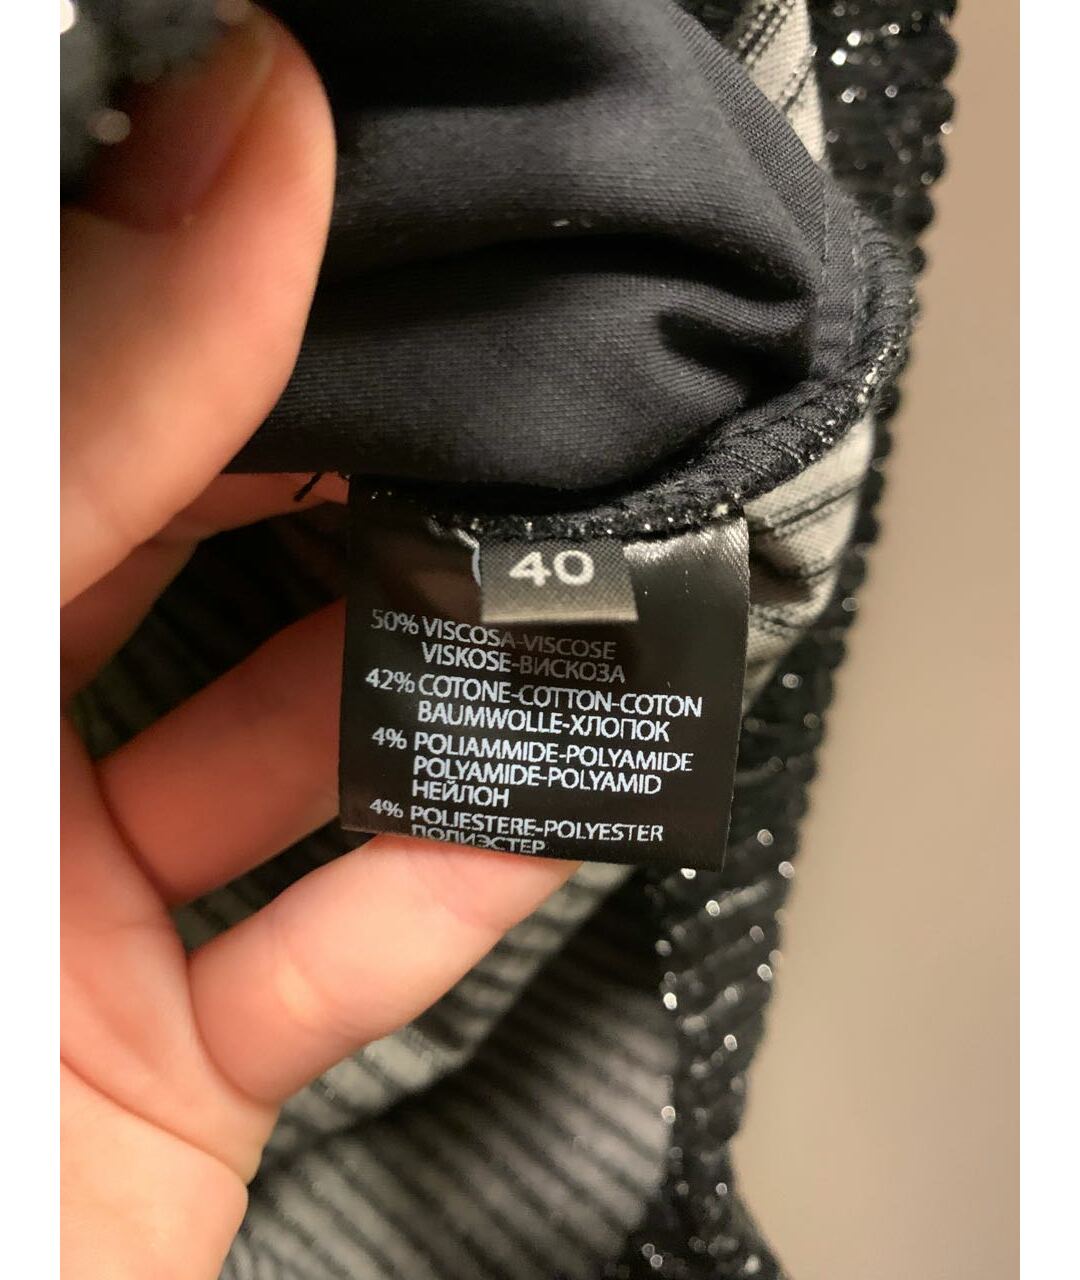 40
50% VISCOSA-VISCOSE
VISKOSE-ВИСКОЗА
42% COTONE-COTTON-COTON
BAUMWOLLE-ХЛОПОК
4% POLIAMMIDE-POLYAMIDE
POLYAMIDE-POLYAMID
НЕЙЛОН
4% POLIESTERE-POLYESTER
ПОЛИЭСТЕР